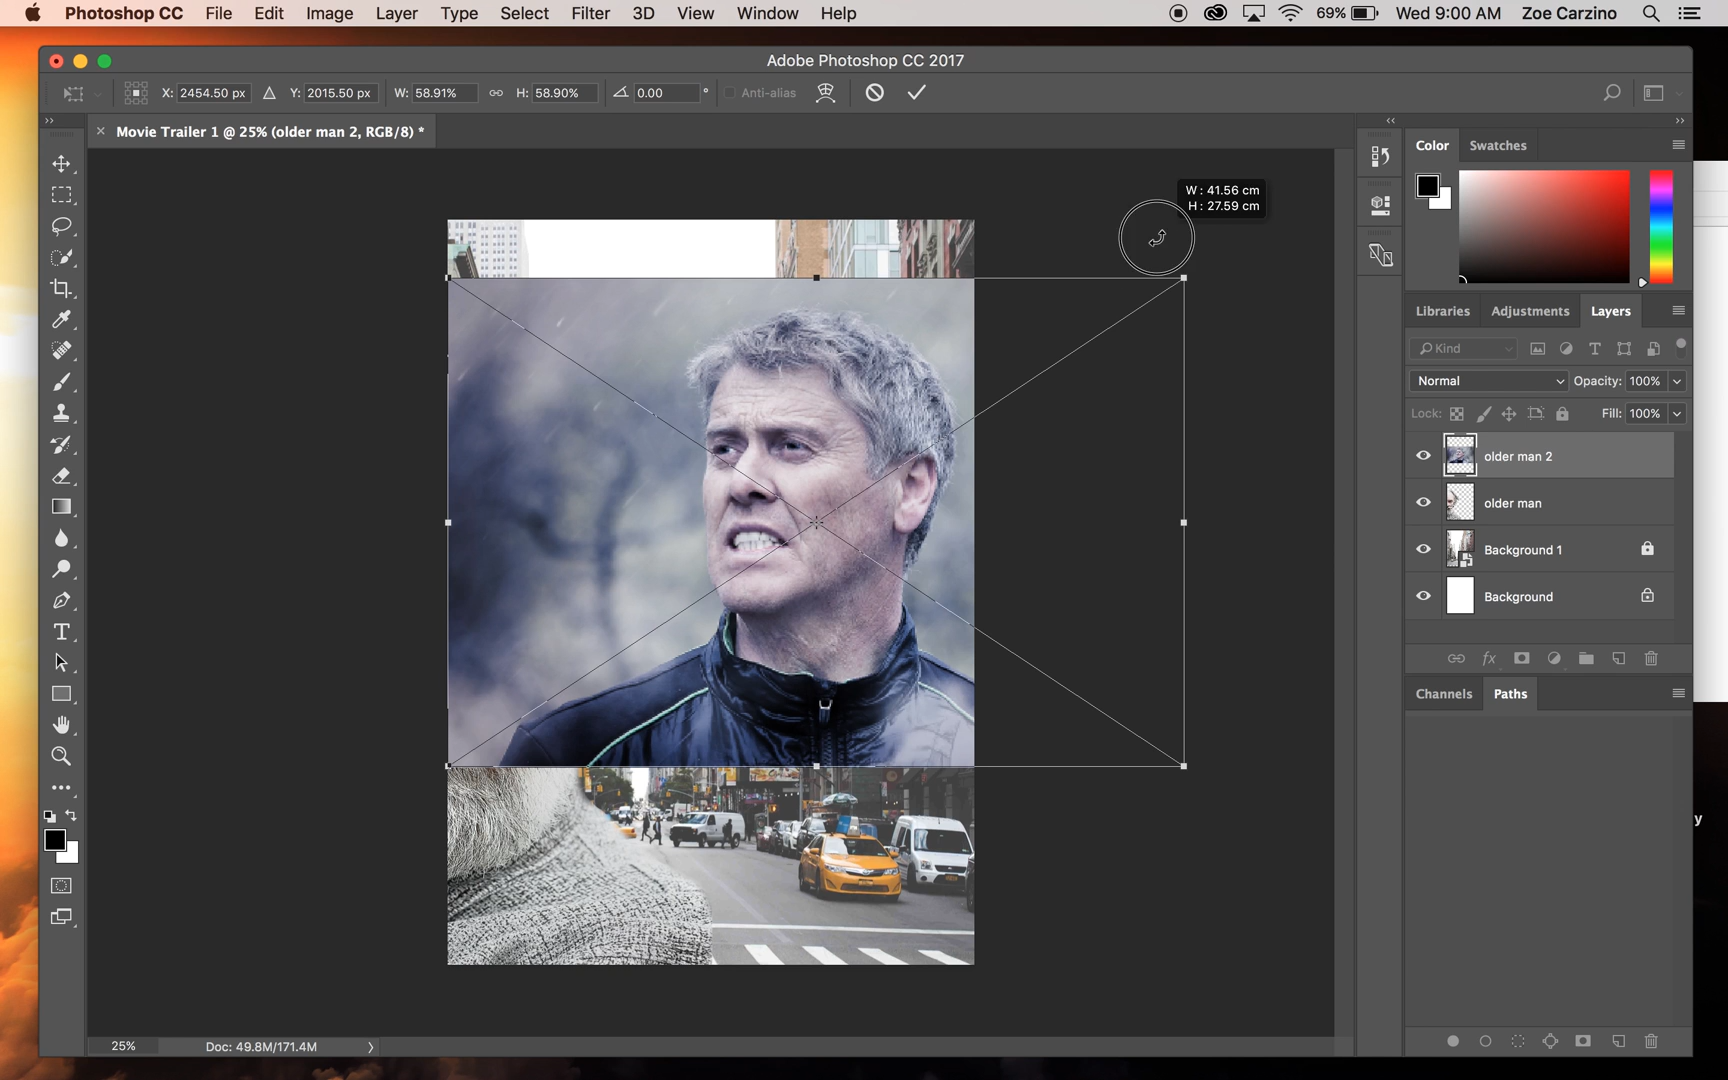 Photoshop CC File Edit Image Layer Type Select Filter 3D View Window Help 69% Wed 9:00 AM Zoe Carzino
Adobe Photoshop CC 2017
X: 2454.50 px Y: 2015.50 px W: 58.91% H: 58.90% 0.00 ° Anti-alias
Movie Trailer 1 @ 25% (older man 2, RGB/8) *
Color Swatches
W : 41.56 cm
H : 27.59 cm
Libraries Adjustments Layers
Kind
Normal Opacity: 100%
Lock: Fill: 100%
older man 2
older man
Background 1
Background
Channels Paths
y
25% Doc: 49.8M/171.4M